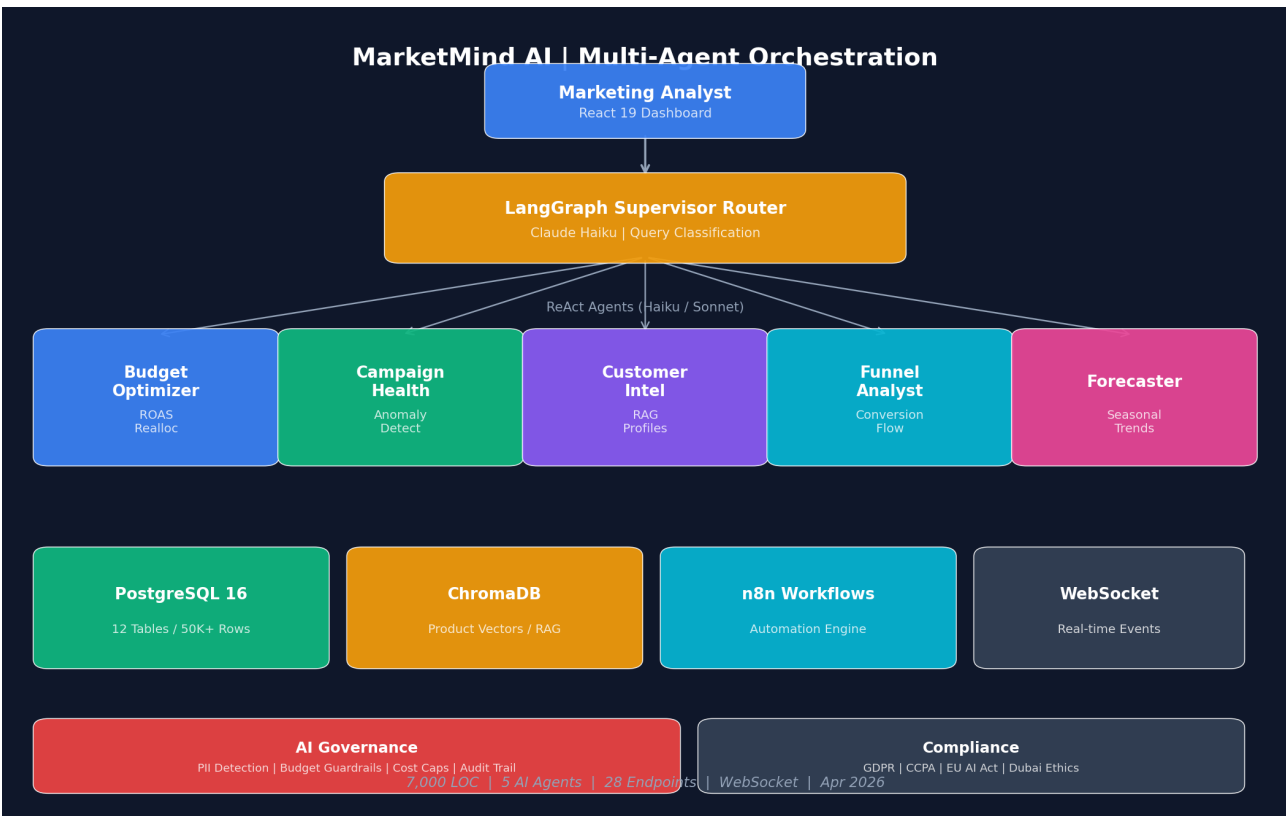 MarketMind AI | Multi-Agent Orchestration
Marketing Analyst
React 19 Dashboard
LangGraph Supervisor Router
Claude Haiku | Query Classification
ReAct Agents (Haiku / Sonnet)
Budget
Optimizer
ROAS
Realloc
Campaign
Health
Anomaly
Detect
Customer
Intel
RAG
Profiles
Funnel
Analyst
Conversion
Flow
Forecaster
Seasonal
Trends
PostgreSQL 16
12 Tables / 50K+ Rows
ChromaDB
Product Vectors / RAG
n8n Workflows
Automation Engine
WebSocket
Real-time Events
AI Governance
PII Detection | Budget Guardrails | Cost Caps | Audit Trail
Compliance
GDPR | CCPA | EU AI Act | Dubai Ethics
7,000 LOC | 5 AI Agents | 28 Endpoints | WebSocket | Apr 2026